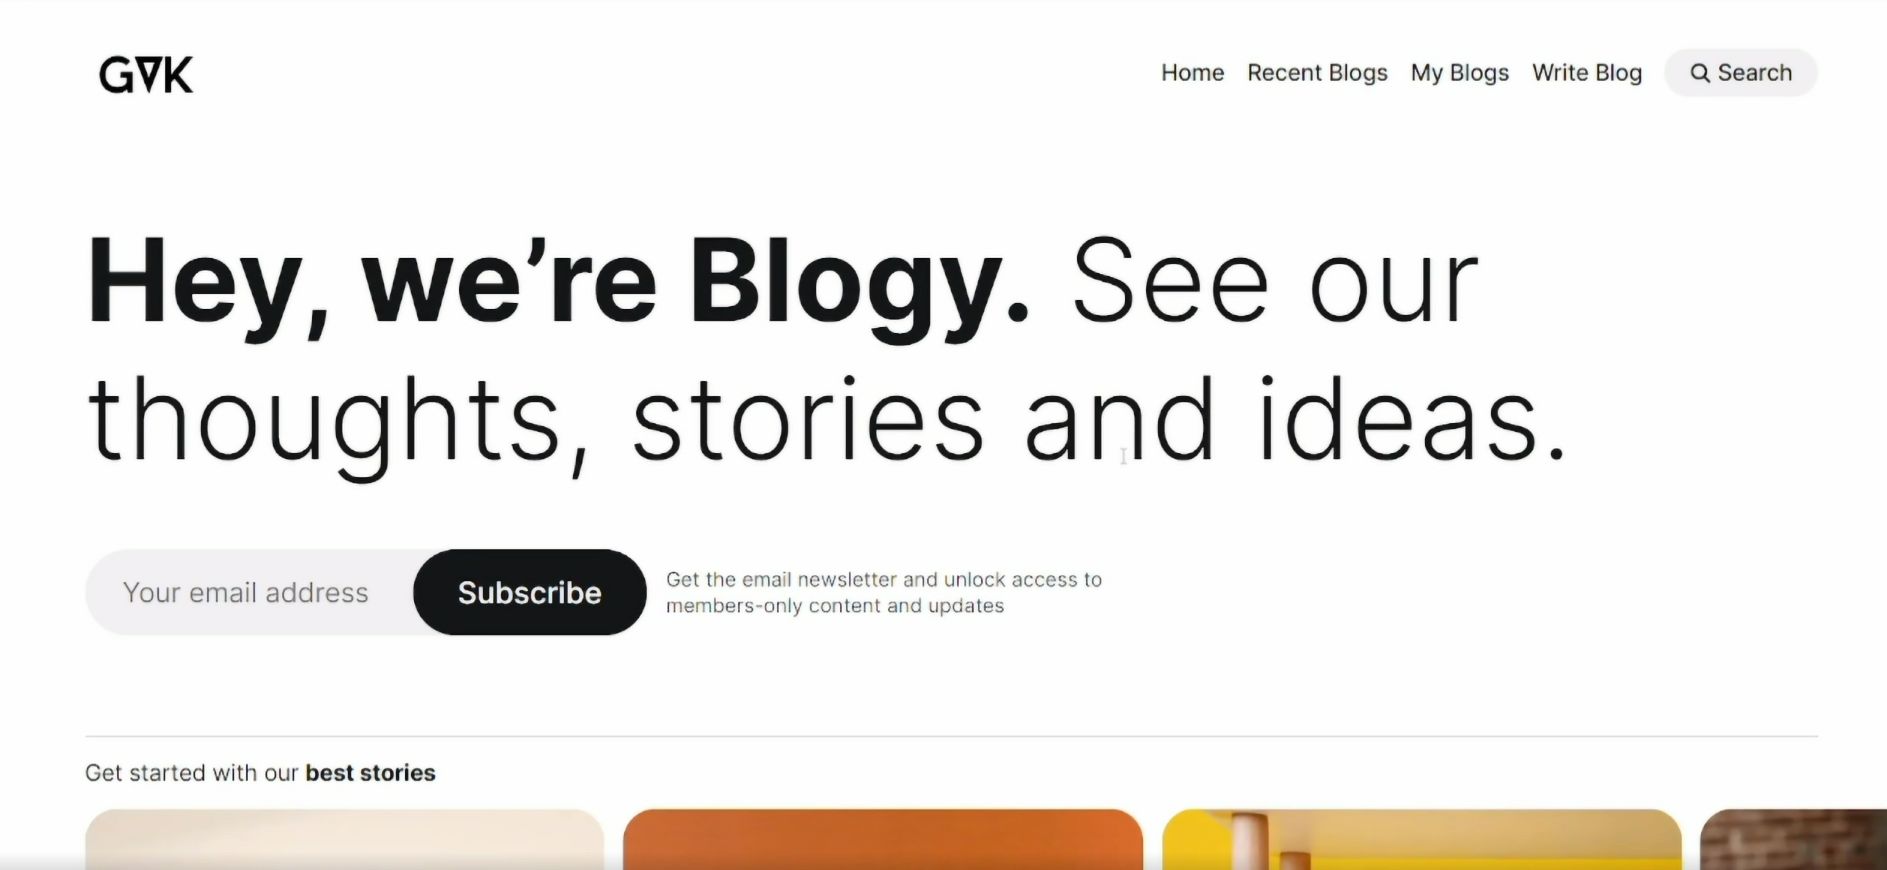 GVK
Home Recent Blogs My Blogs Write Blog Search
Hey, we’re Blogy. See our
thoughts, stories and ideas.
Your email address Subscribe
Get the email newsletter and unlock access to
members-only content and updates
Get started with our best stories